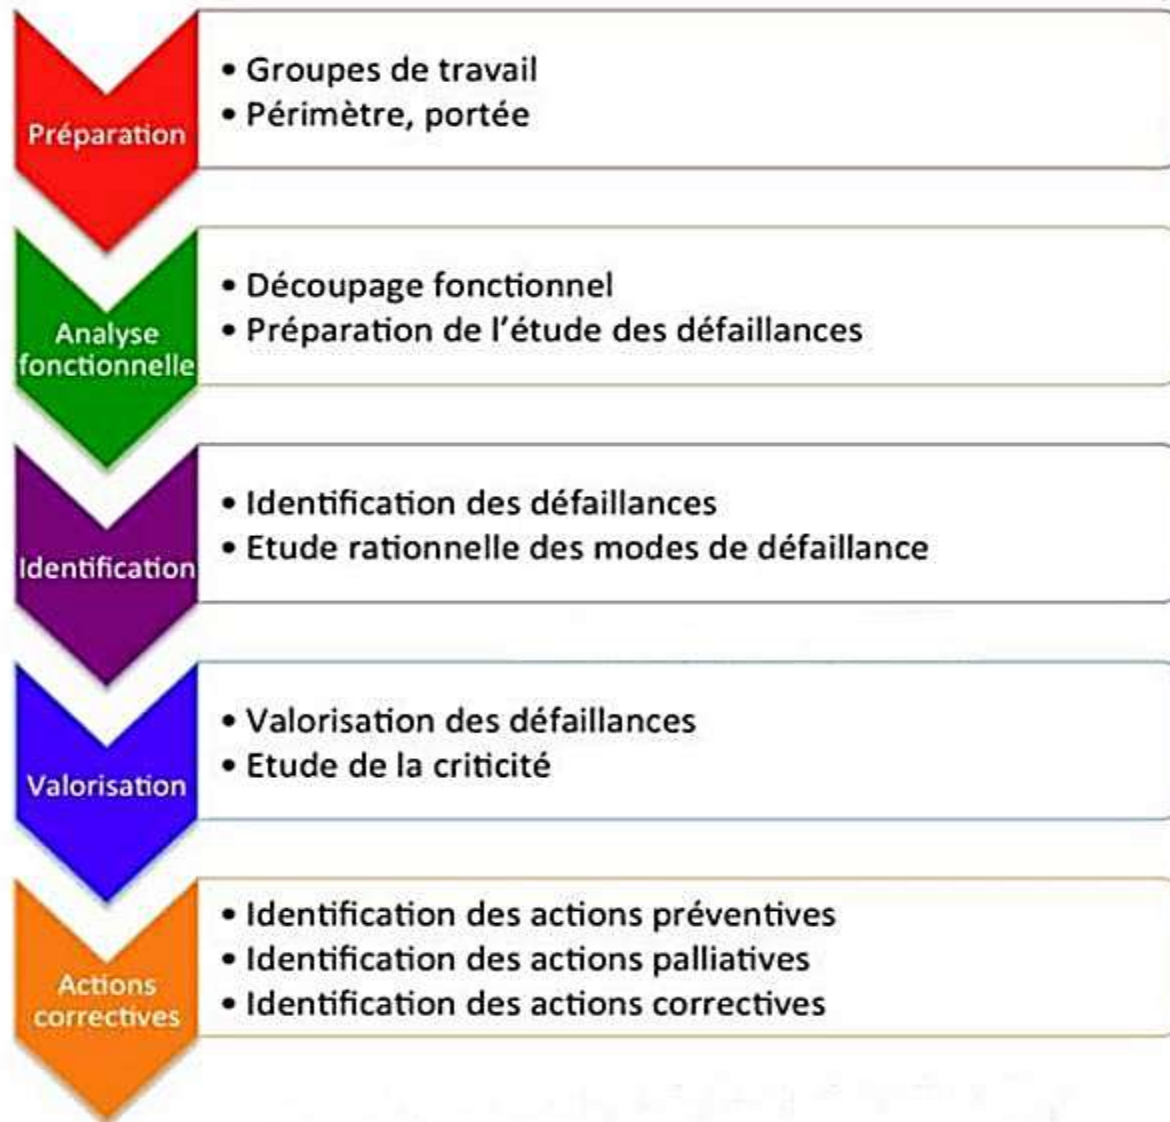 Préparation
• Groupes de travail
• Périmètre, portée
Analyse
fonctionnelle
• Découpage fonctionnel
• Préparation de l’étude des défaillances
Identification
• Identification des défaillances
• Etude rationnelle des modes de défaillance
Valorisation
• Valorisation des défaillances
• Etude de la criticité
Actions
correctives
• Identification des actions préventives
• Identification des actions palliatives
• Identification des actions correctives